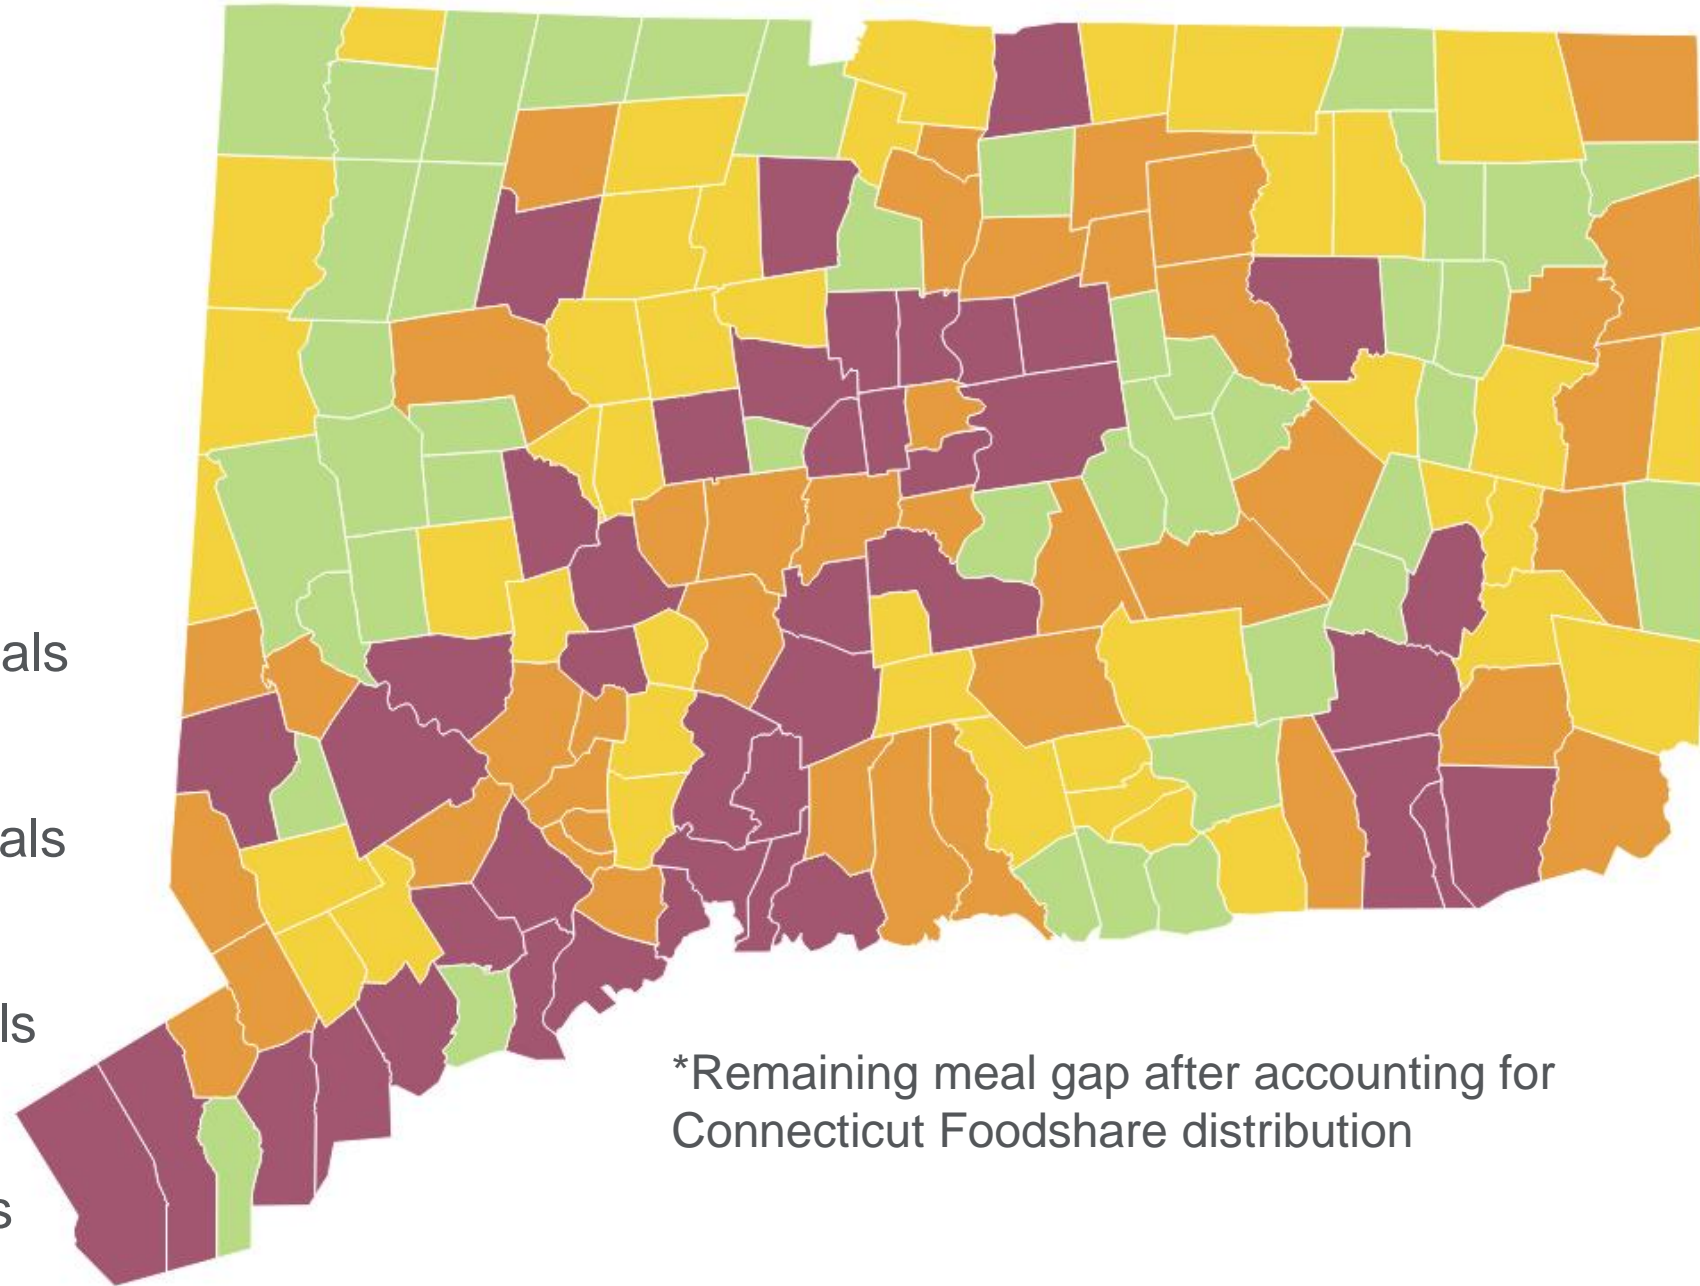 als
als
ls
s
*Remaining meal gap after accounting for
Connecticut Foodshare distribution